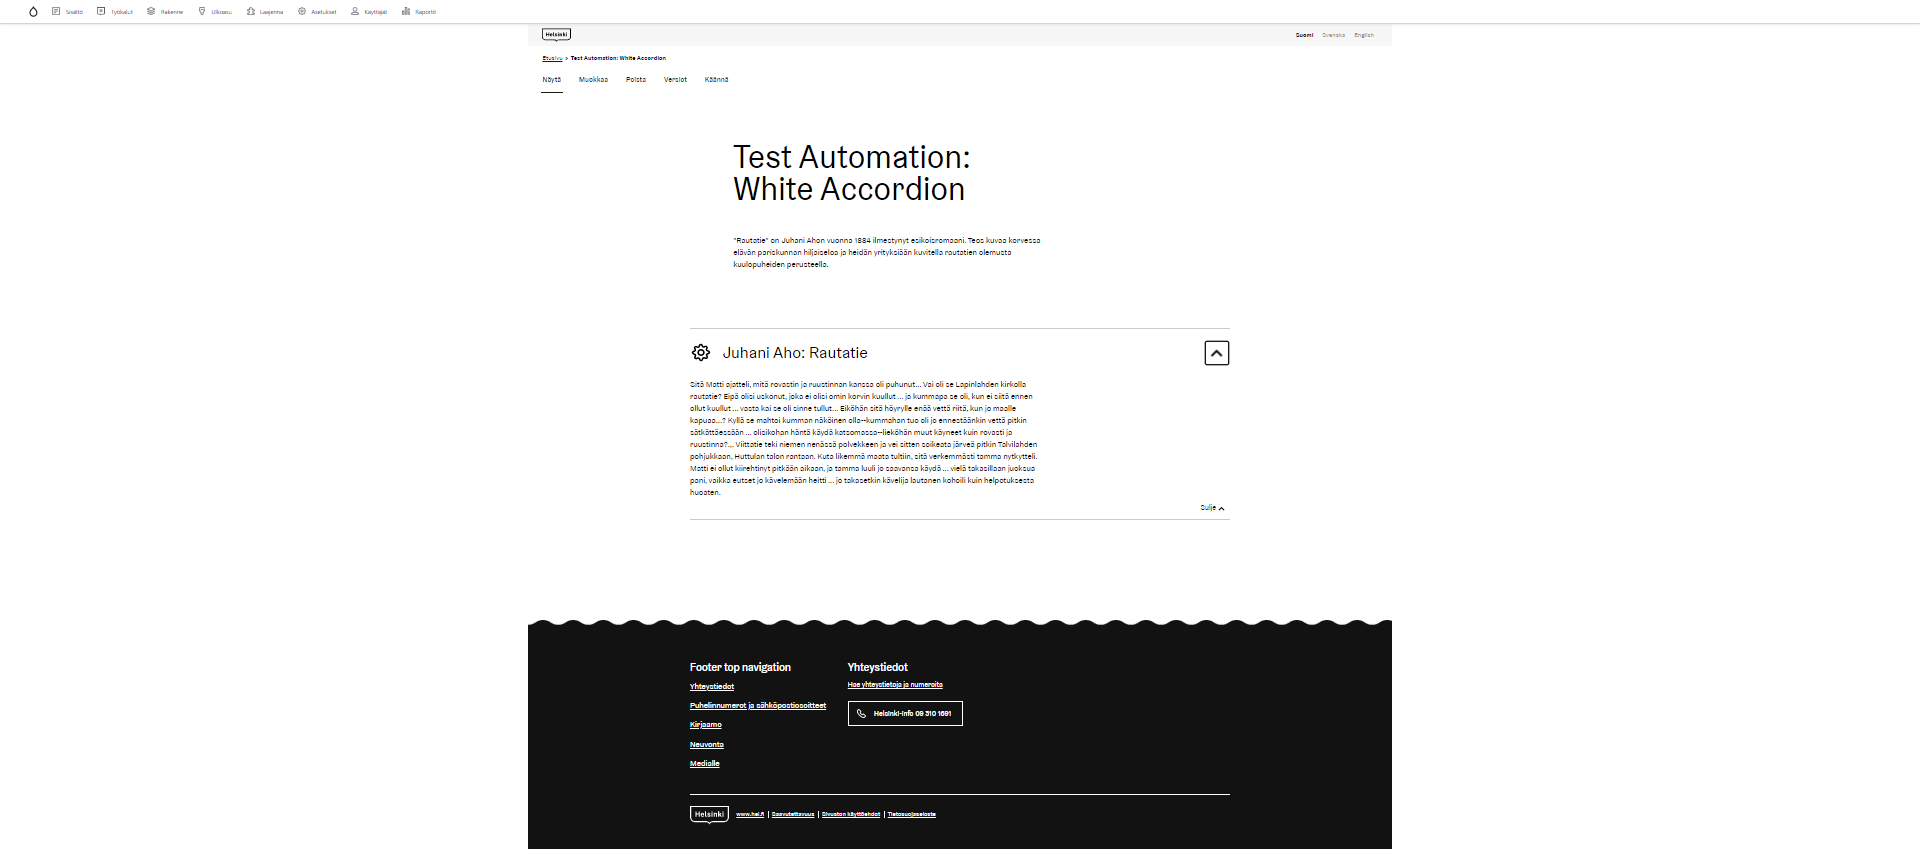 Sisältö Työkalut Rakenne Ulkoasu Laajenna Asetukset Käyttäjät Raportit
Helsinki
Suomi Svenska English
Etusivu > Test Automation: White Accordion
Näytä Muokkaa Poista Versiot Käännä
Test Automation:
White Accordion
"Rautatie" on Juhani Ahon vuonna 1884 ilmestynyt esikoisromaani. Teos kuvaa korvessa
elävän pariskunnan hiljaiseloa ja heidän yrityksiään kuvitella rautatien olemusta
kuulopuheiden perusteella.
Juhani Aho: Rautatie
Sitä Matti ajatteli, mitä rovastin ja ruustinnan kanssa oli puhunut... Vai oli se Lapinlahden kirkolla
rautatie? Eipä olisi uskonut, joka ei olisi omin korvin kuullut ... ja kummapa se oli, kun ei siitä ennen
ollut kuullut ... vasta kai se oli sinne tullut... Eiköhän sitä höyrylle enää vettä riitä, kun jo maalle
kapuaa...? Kyllä se mahtoi kumman näköinen olla--kummahan tuo oli jo ennestäänkin vettä pitkin
sätkättäessään ... olisikohan häntä käydä katsomassa--lieköhän muut käyneet kuin rovasti ja
ruustinna?... Viittatie teki niemen nenässä polvekkeen ja vei sitten soikeata järveä pitkin Talvilahden
pohjukkaan, Huttulan talon rantaan. Kuta likemmä maata tultiin, sitä verkemmästi tamma nytkytteli.
Matti ei ollut kiirehtinyt pitkään aikaan, ja tamma luuli jo saavansa käydä ... vielä takasillaan juoksua
pani, vaikka eutset jo kävelemään heitti ... jo takasetkin kävelijä lautanen kohoili kuin helpotuksesta
huoaten.
Sulje
Footer top navigation
Yhteystiedot
Puhelinnumerot ja sähköpostiosoitteet
Kirjaamo
Neuvonta
Medialle
Yhteystiedot
Hae yhteystietoja ja numeroita
Helsinki-info 09 310 1691
Helsinki www.hel.fi Saavutettavuus Sivuston käyttöehdot Tietosuojaseloste